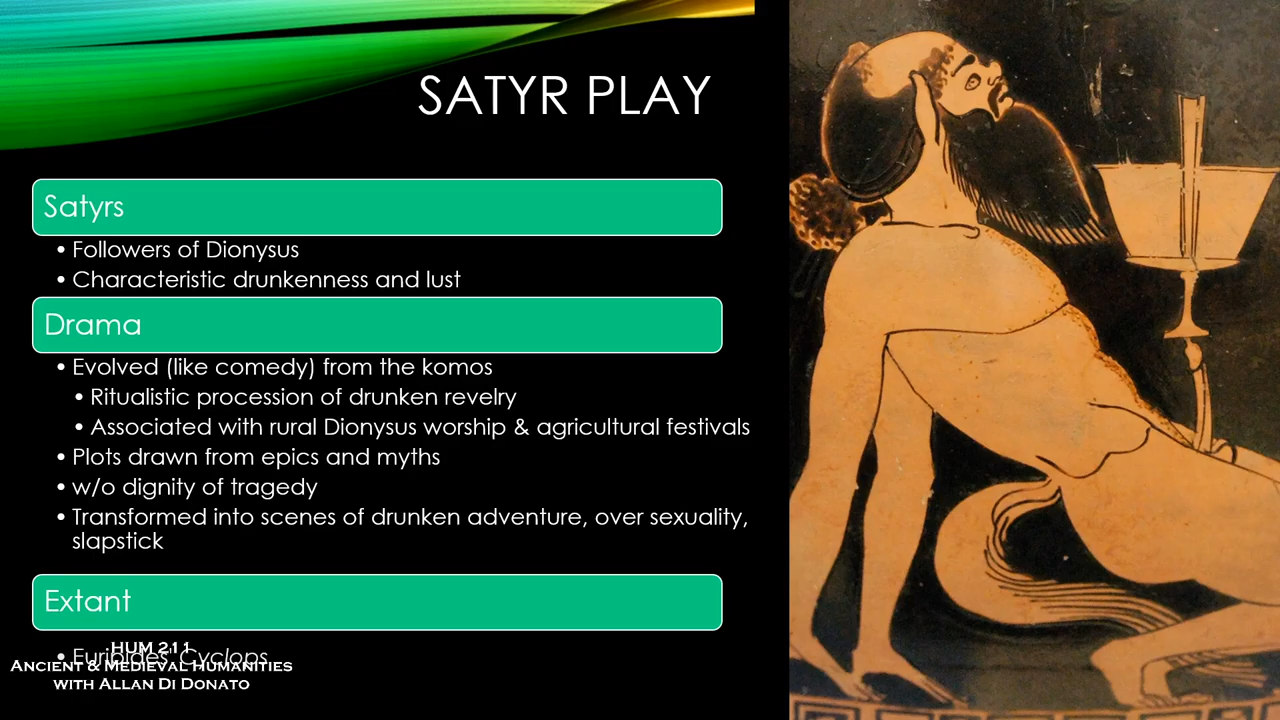 SATYR PLAY
Satyrs
• Followers of Dionysus
• Characteristic drunkenness and lust
Drama
• Evolved (like comedy) from the komos
• Ritualistic procession of drunken revelry
• Associated with rural Dionysus worship & agricultural festivals
• Plots drawn from epics and myths
• w/o dignity of tragedy
• Transformed into scenes of drunken adventure, over sexuality,
slapstick
Extant
• Euripides' Cyclops
HUM 211
Ancient & Medieval Humanities
with Allan Di Donato